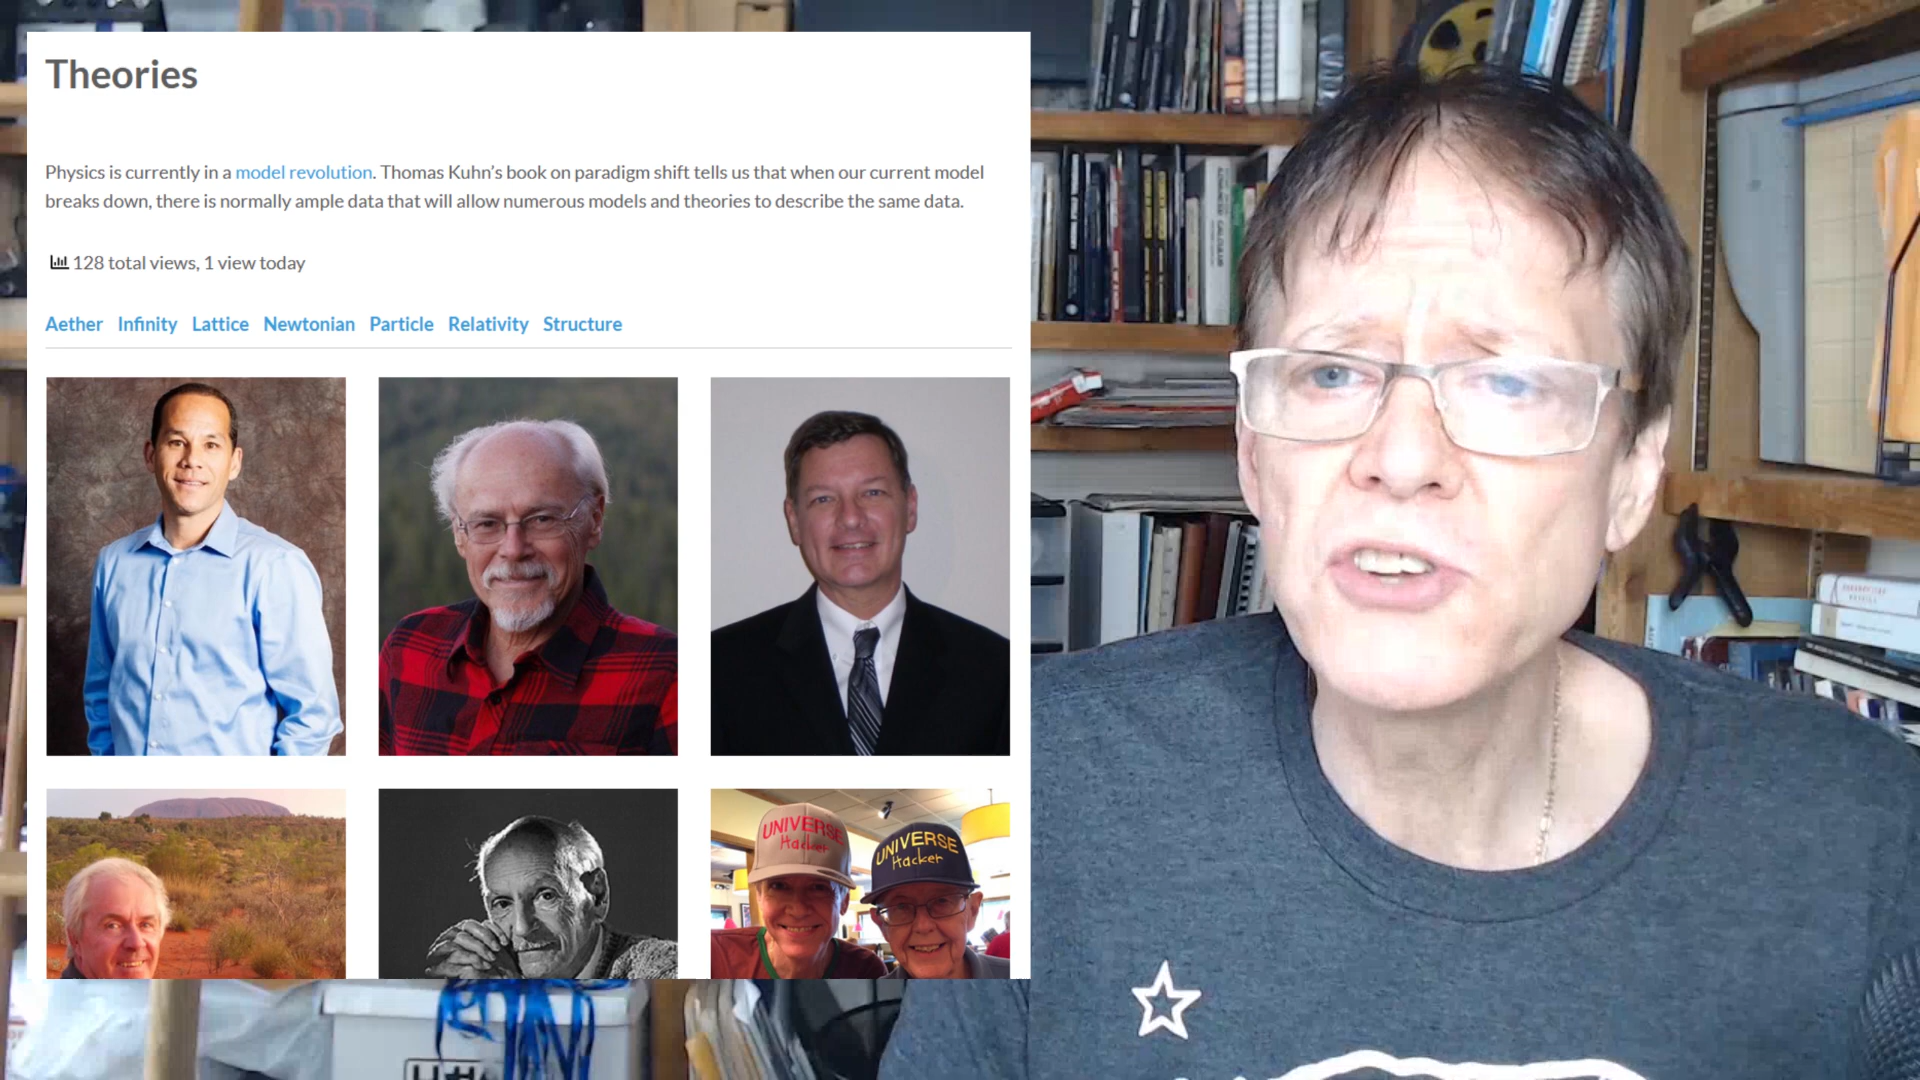 Theories
Physics is currently in a model revolution. Thomas Kuhn's book on paradigm shift tells us that when our current model
breaks down, there is normally ample data that will allow numerous models and theories to describe the same data.
128 total views, 1 view today
Aether Infinity Lattice Newtonian Particle Relativity Structure
UNIVERSE
Hacker
UNIVERSE
Hacker